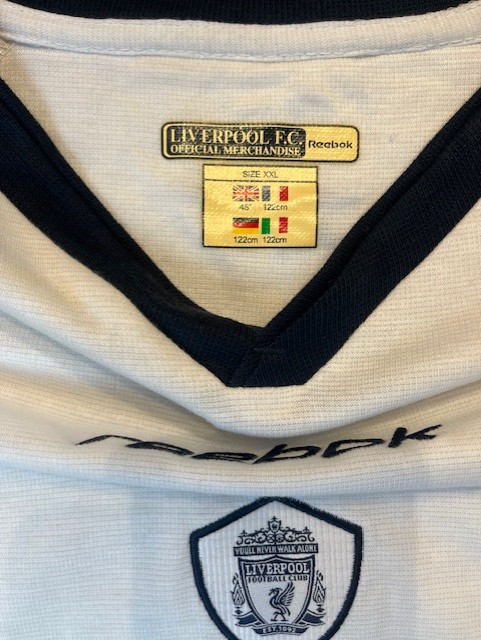 LIVERPOOL F.C.
OFFICIAL MERCHANDISE
Reebok
SIZE XXL
48" 122cm
122cm 122cm
reebok
YOU'LL NEVER WALK ALONE
LIVERPOOL
FOOTBALL CLUB
EST·1892